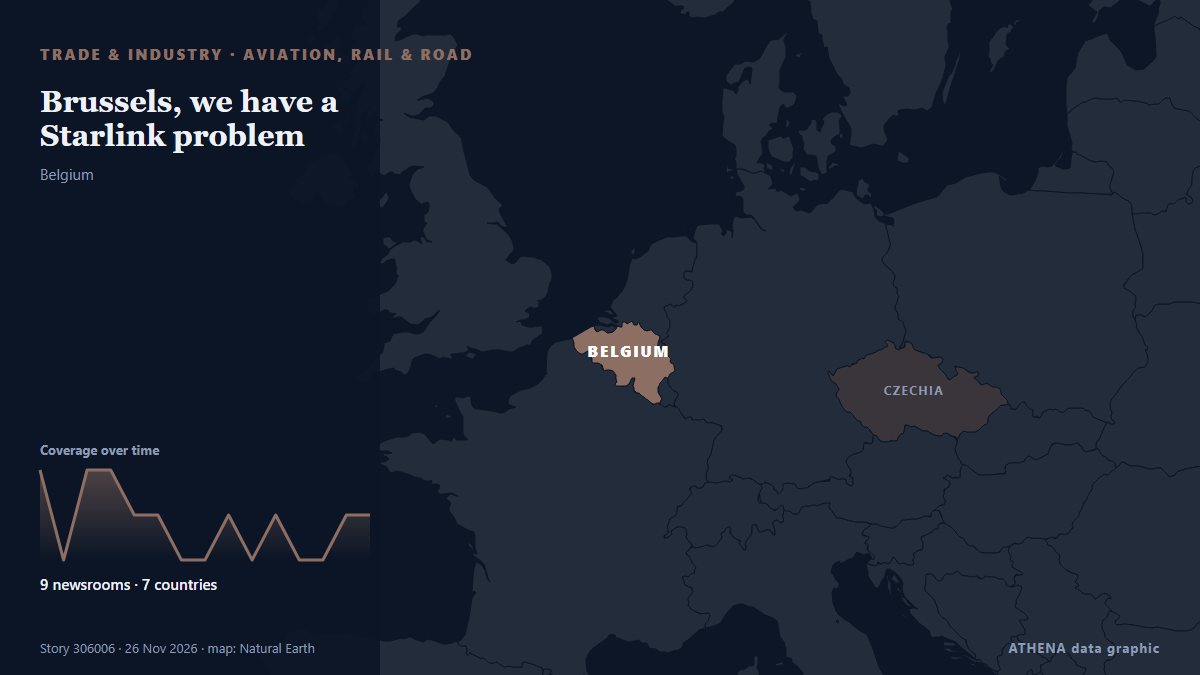 TRADE & INDUSTRY · AVIATION, RAIL & ROAD
Brussels, we have a
Starlink problem
Belgium
BELGIUM
CZECHIA
Coverage over time
9 newsrooms · 7 countries
Story 306006 · 26 Nov 2026 · map: Natural Earth
ATHENA data graphic